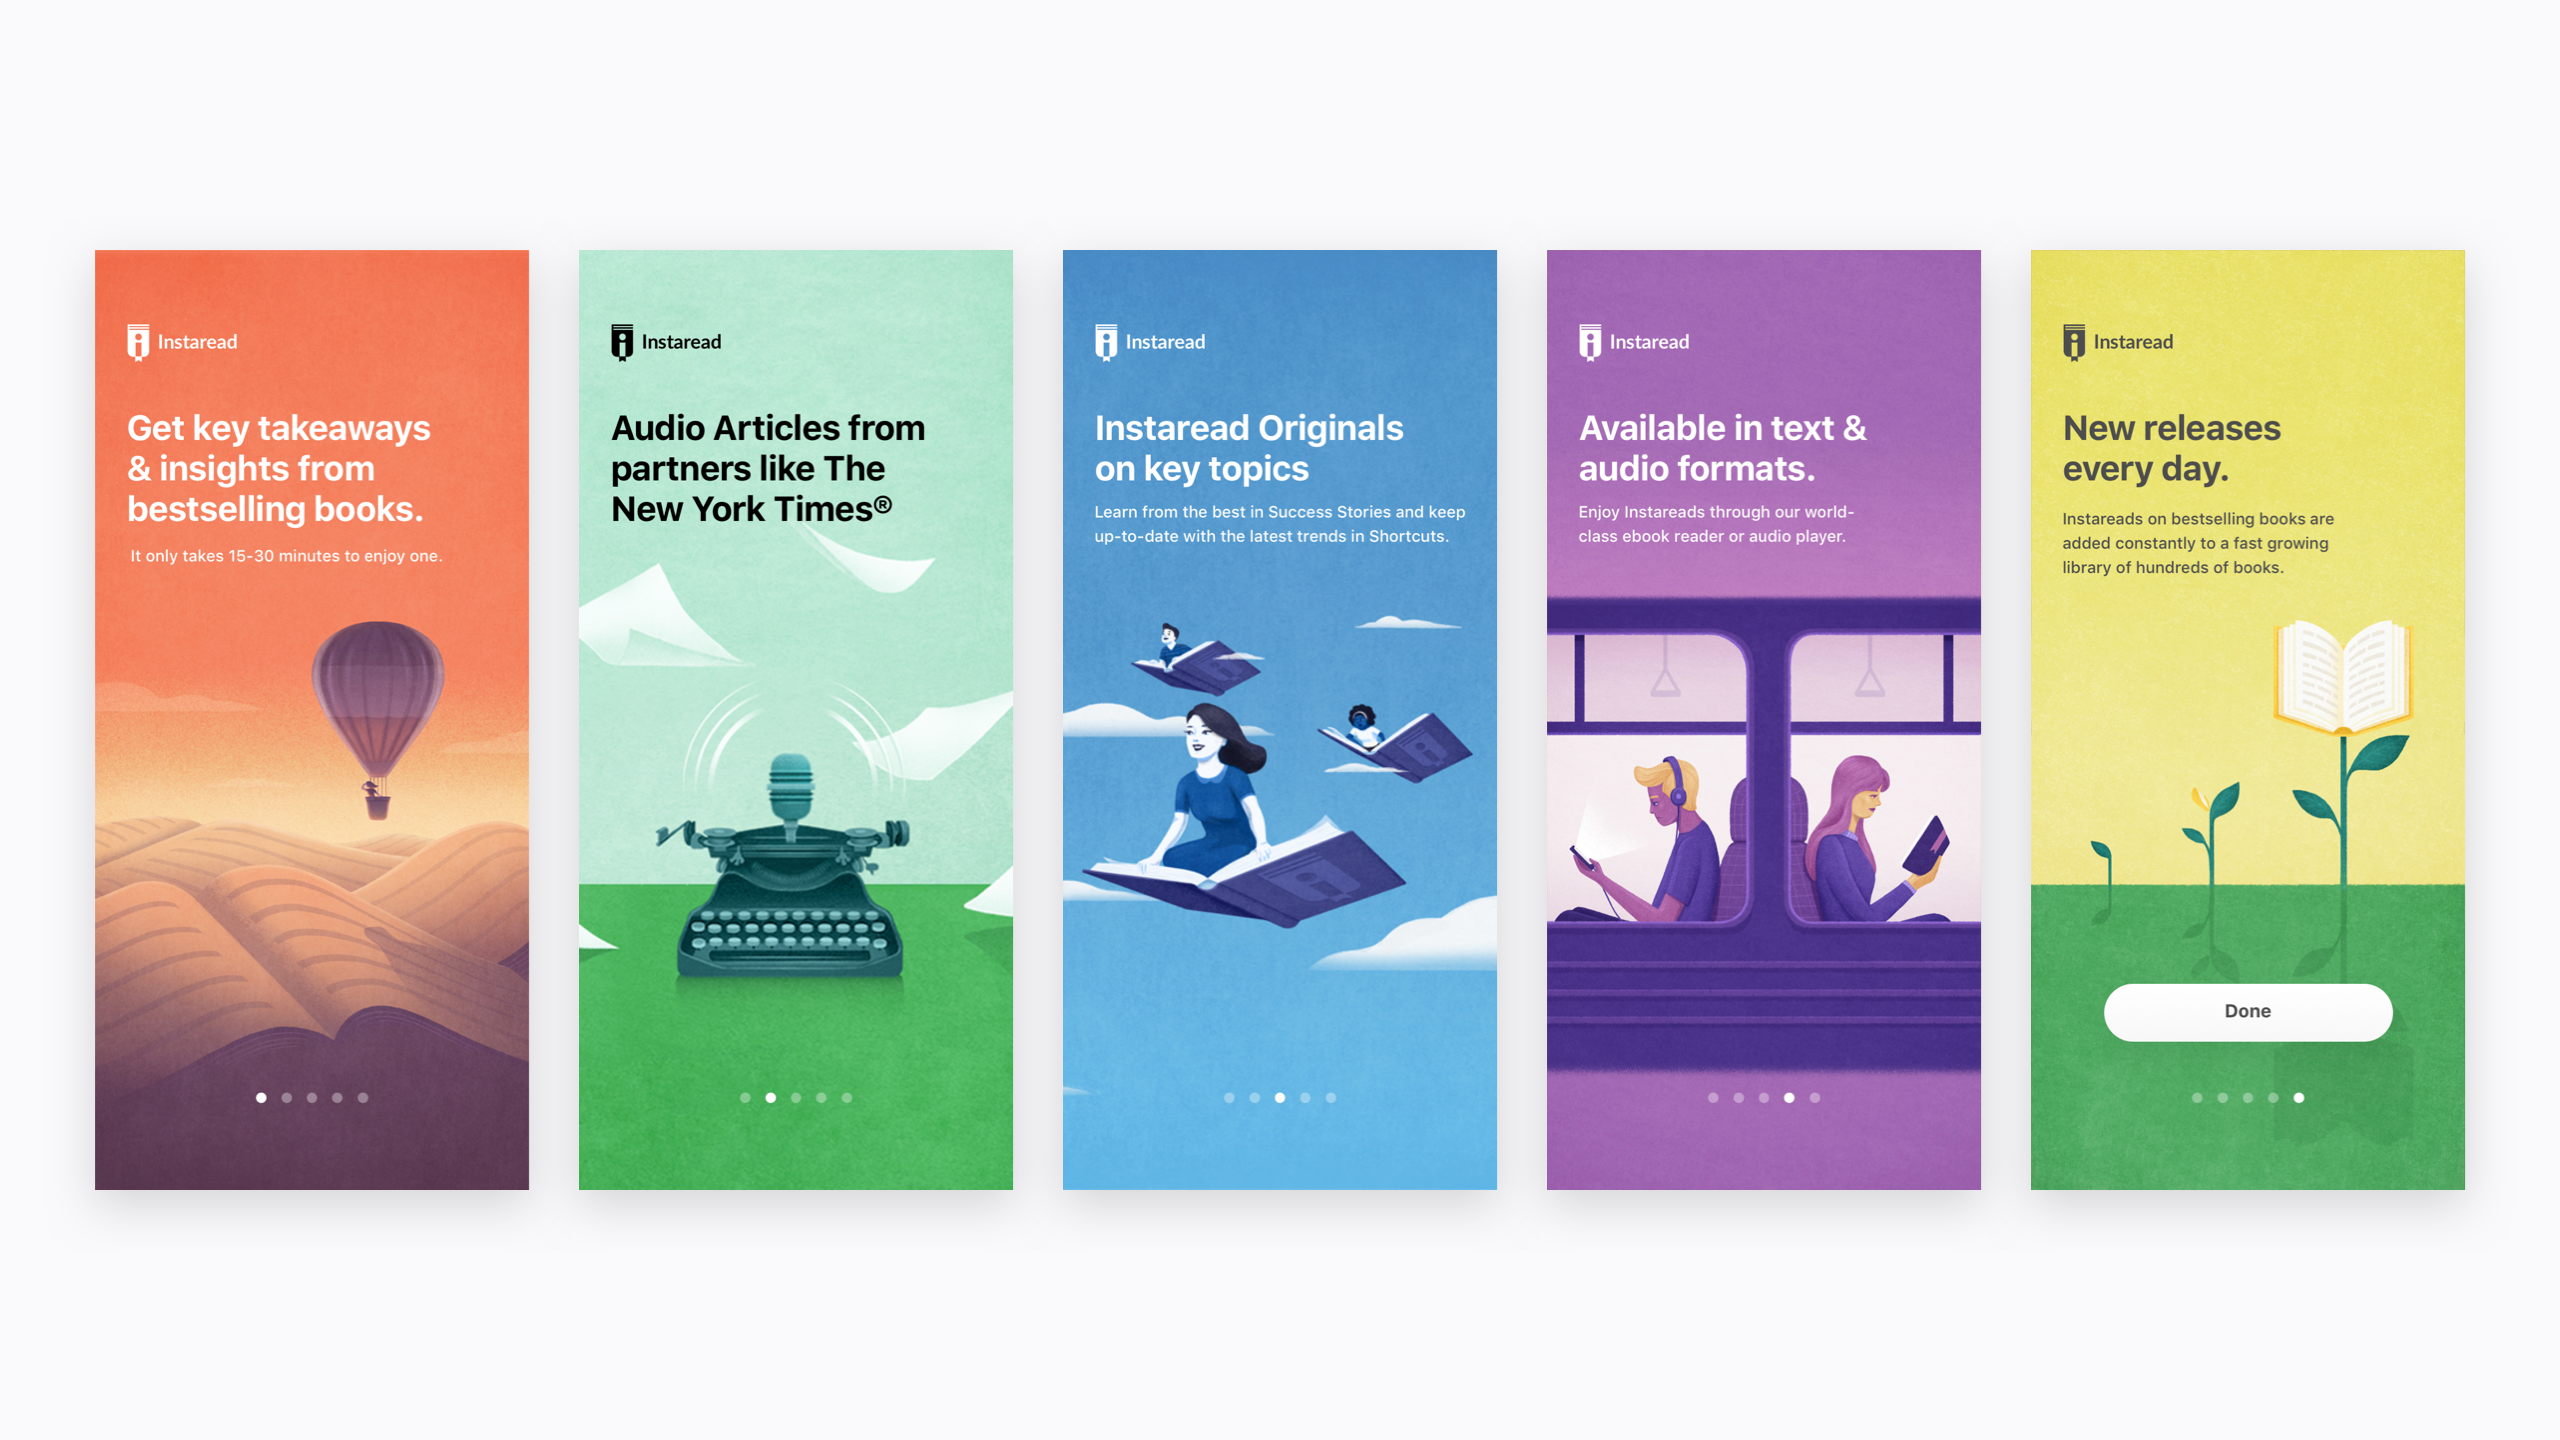 Instaread
Get key takeaways
& insights from
bestselling books.
It only takes 15-30 minutes to enjoy one.
Instaread
Audio Articles from
partners like The
New York Times®
Instaread
Instaread Originals
on key topics
Learn from the best in Success Stories and keep
up-to-date with the latest trends in Shortcuts.
Instaread
Available in text &
audio formats.
Enjoy Instareads through our world-
class ebook reader or audio player.
Instaread
New releases
every day.
Instareads on bestselling books are
added constantly to a fast growing
library of hundreds of books.
Done